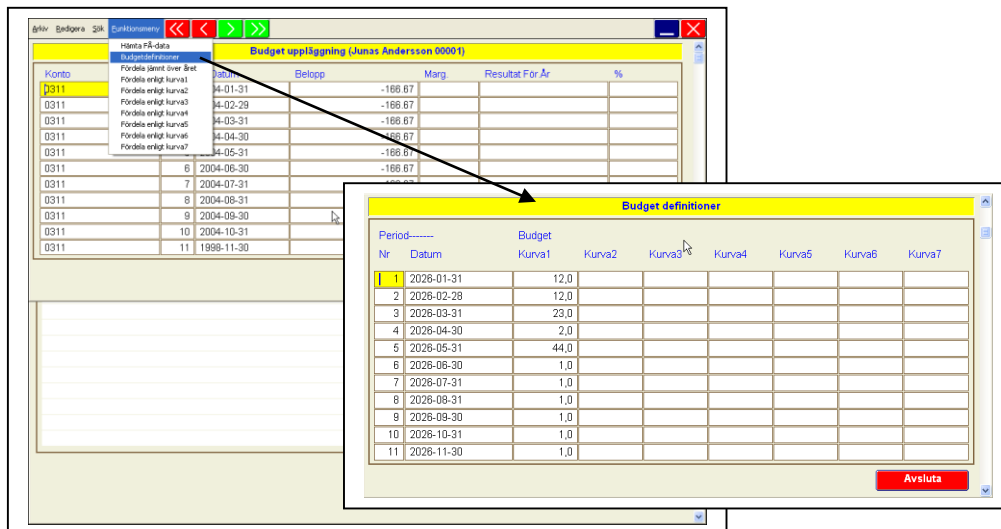 Arkiv Redigera Sök Funktionsmeny
Hämta FÅ-data
Budgetdefinitioner
Fördela jämnt över året
Fördela enligt kurva1
Fördela enligt kurva2
Fördela enligt kurva3
Fördela enligt kurva4
Fördela enligt kurva5
Fördela enligt kurva6
Fördela enligt kurva7
Budget uppläggning (Junas Andersson 00001)
Konto Datum Belopp Marg. Resultat För.År %
0311 04-01-31 -166.67
0311 04-02-29 -166.67
0311 04-03-31 -166.67
0311 04-04-30 -166.67
0311 04-05-31 -166.67
0311 6 2004-06-30 -166.67
0311 7 2004-07-31
0311 8 2004-08-31
0311 9 2004-09-30
0311 10 2004-10-31
0311 11 1998-11-30
Budget definitioner
Period------- Budget
Nr Datum Kurva1 Kurva2 Kurva3 Kurva4 Kurva5 Kurva6 Kurva7
1 2026-01-31 12,0
2 2026-02-28 12,0
3 2026-03-31 23,0
4 2026-04-30 2,0
5 2026-05-31 44,0
6 2026-06-30 1,0
7 2026-07-31 1,0
8 2026-08-31 1,0
9 2026-09-30 1,0
10 2026-10-31 1,0
11 2026-11-30 1,0
Avsluta